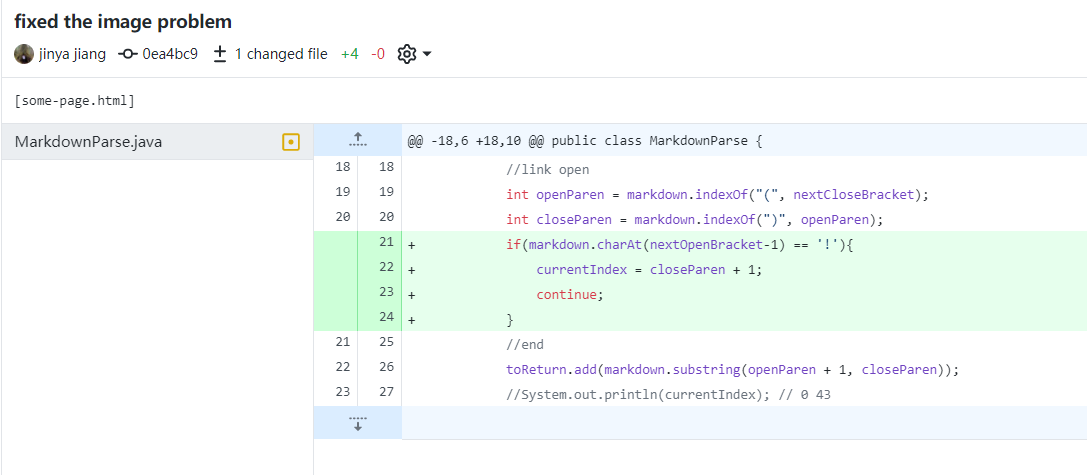 fixed the image problem
jinya jiang 0ea4bc9 1 changed file +4 -0
[some-page.html]
MarkdownParse.java
@@ -18,6 +18,10 @@ public class MarkdownParse {
18 18 //link open
19 19 int openParen = markdown.indexOf("(", nextCloseBracket);
20 20 int closeParen = markdown.indexOf(")", openParen);
21 + if(markdown.charAt(nextOpenBracket-1) == '!'){
22 + currentIndex = closeParen + 1;
23 + continue;
24 + }
21 25 //end
22 26 toReturn.add(markdown.substring(openParen + 1, closeParen));
23 27 //System.out.println(currentIndex); // 0 43